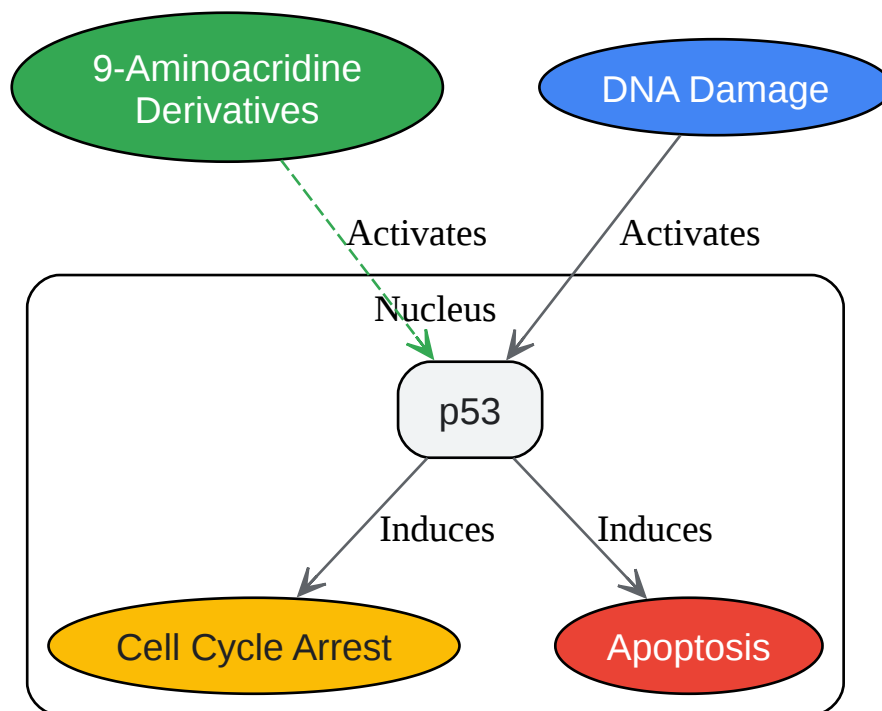 9-Aminoacridine
Derivatives
DNA Damage
Activates
Activates
Nucleus
p53
Induces
Induces
Cell Cycle Arrest
Apoptosis